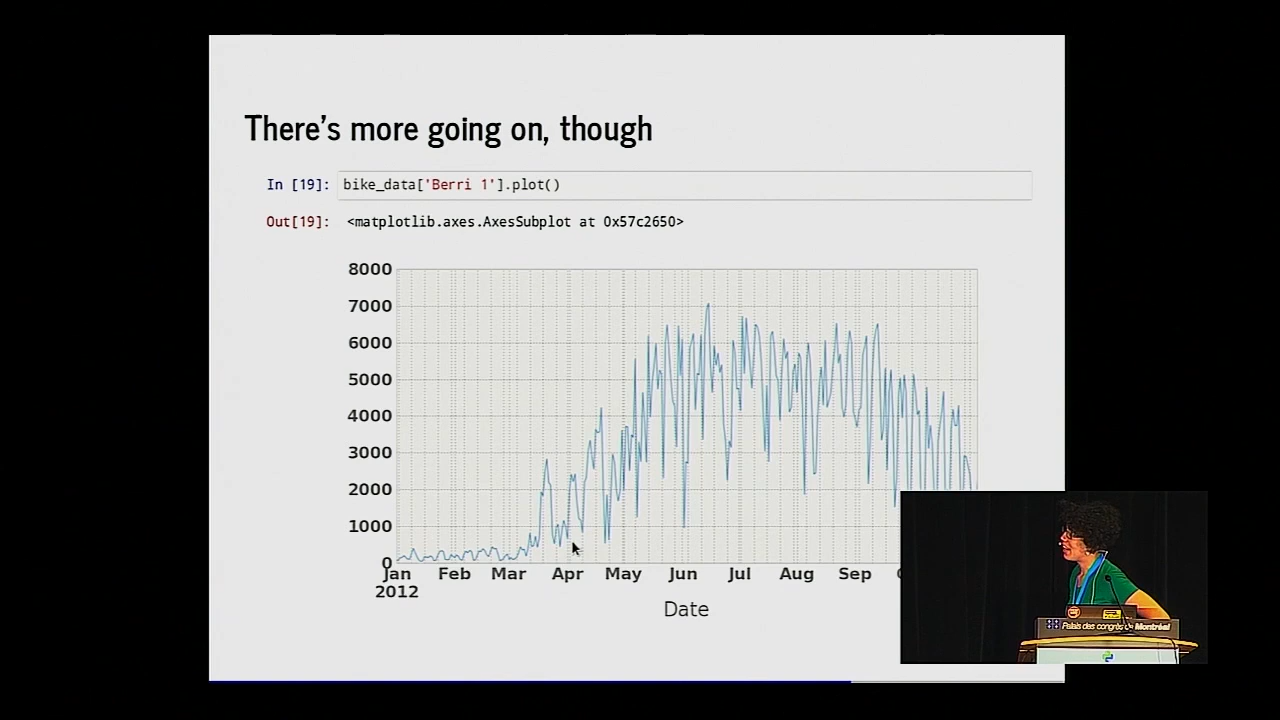 There's more going on, though
In [19]: bike_data['Berri 1'].plot()
Out[19]: <matplotlib.axes.AxesSubplot at 0x57c2650>
8000
7000
6000
5000
4000
3000
2000
1000
0
Jan Feb Mar Apr May Jun Jul Aug Sep
2012
Date
Palais des congrès de Montréal